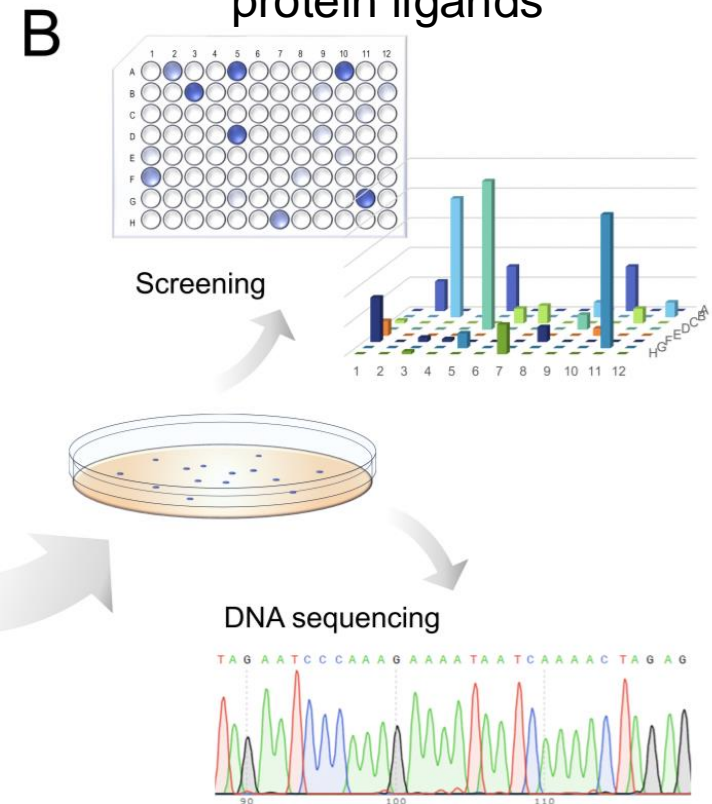 protein ligands
B
1 2 3 4 5 6 7 8 9 10 11 12
A
B
C
D
E
F
G
H
Screening
A
B
C
D
E
F
G
H
1 2 3 4 5 6 7 8 9 10 11 12
DNA sequencing
T A G A A T C C C A A A G A A A A T A A T C A A A A C T A G A G
90 100 110